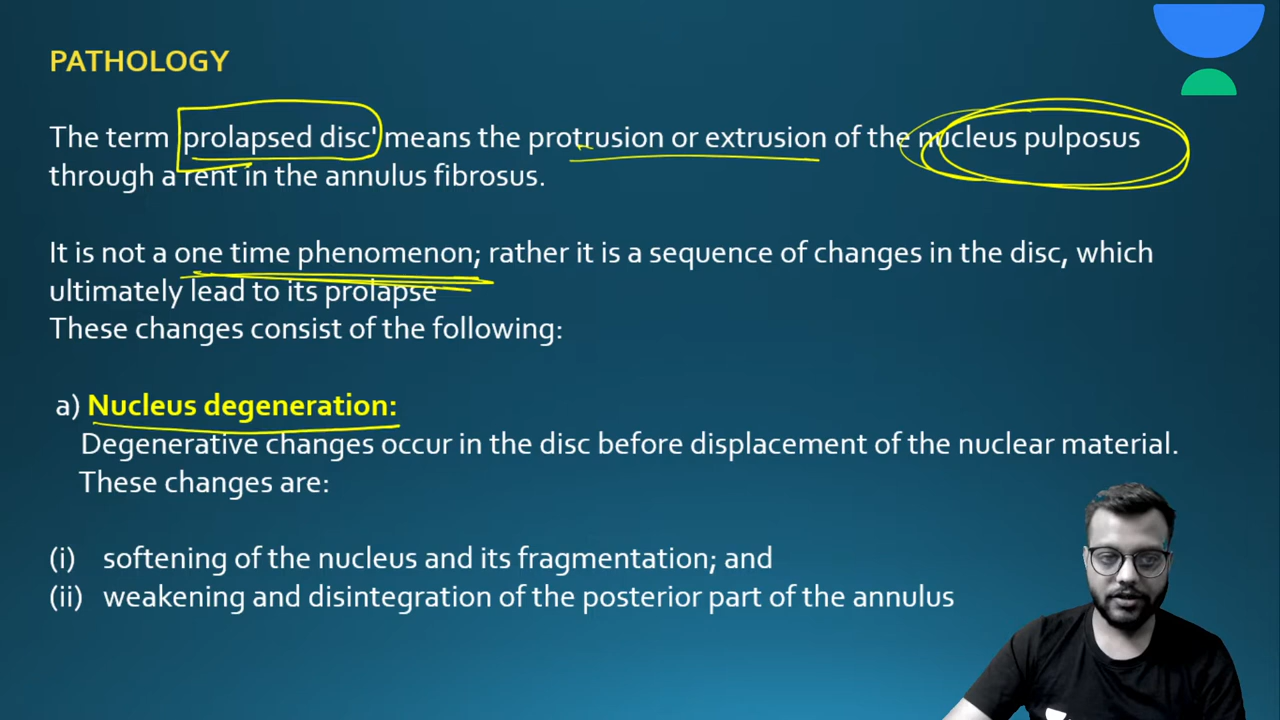 PATHOLOGY
The term 'prolapsed disc' means the protrusion or extrusion of the nucleus pulposus
through a rent in the annulus fibrosus.
It is not a one time phenomenon; rather it is a sequence of changes in the disc, which
ultimately lead to its prolapse
These changes consist of the following:
a) Nucleus degeneration:
Degenerative changes occur in the disc before displacement of the nuclear material.
These changes are:
(i) softening of the nucleus and its fragmentation; and
(ii) weakening and disintegration of the posterior part of the annulus